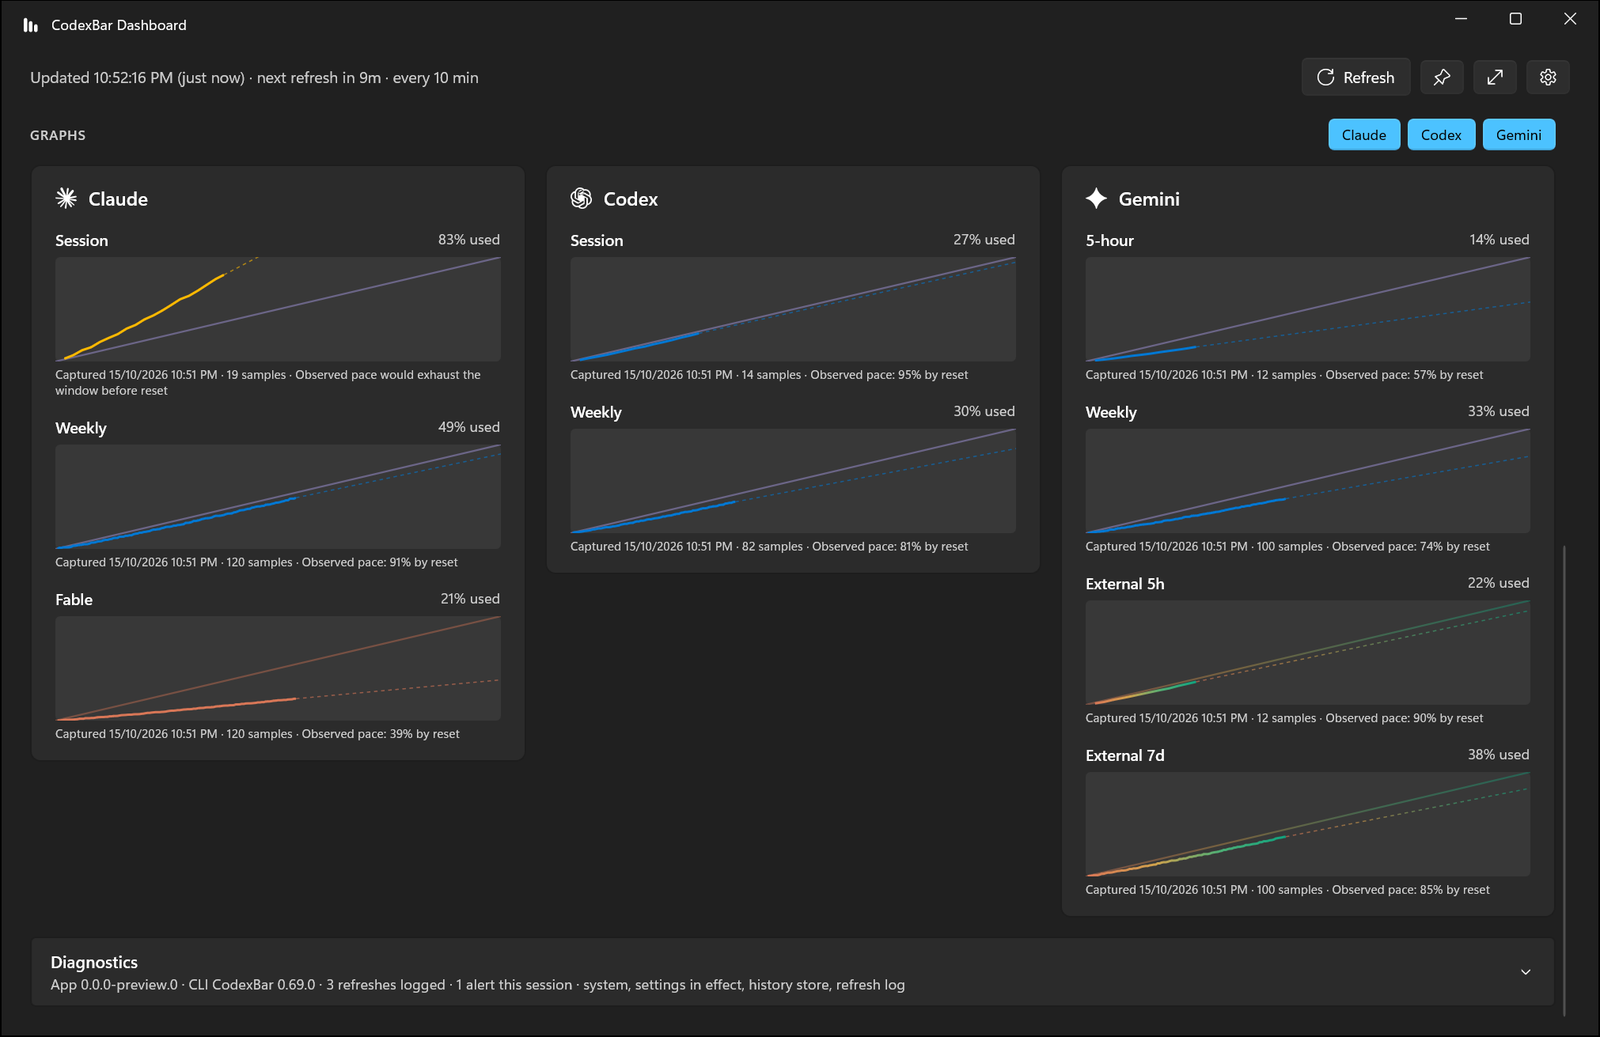 CodexBar Dashboard
Updated 10:52:16 PM (just now) · next refresh in 9m · every 10 min
Refresh
GRAPHS
Claude
Codex
Gemini
Claude
Session
83% used
Captured 15/10/2026 10:51 PM · 19 samples · Observed pace would exhaust the
window before reset
Weekly
49% used
Captured 15/10/2026 10:51 PM · 120 samples · Observed pace: 91% by reset
Fable
21% used
Captured 15/10/2026 10:51 PM · 120 samples · Observed pace: 39% by reset
Codex
Session
27% used
Captured 15/10/2026 10:51 PM · 14 samples · Observed pace: 95% by reset
Weekly
30% used
Captured 15/10/2026 10:51 PM · 82 samples · Observed pace: 81% by reset
Gemini
5-hour
14% used
Captured 15/10/2026 10:51 PM · 12 samples · Observed pace: 57% by reset
Weekly
33% used
Captured 15/10/2026 10:51 PM · 100 samples · Observed pace: 74% by reset
External 5h
22% used
Captured 15/10/2026 10:51 PM · 12 samples · Observed pace: 90% by reset
External 7d
38% used
Captured 15/10/2026 10:51 PM · 100 samples · Observed pace: 85% by reset
Diagnostics
App 0.0.0-preview.0 · CLI CodexBar 0.69.0 · 3 refreshes logged · 1 alert this session · system, settings in effect, history store, refresh log